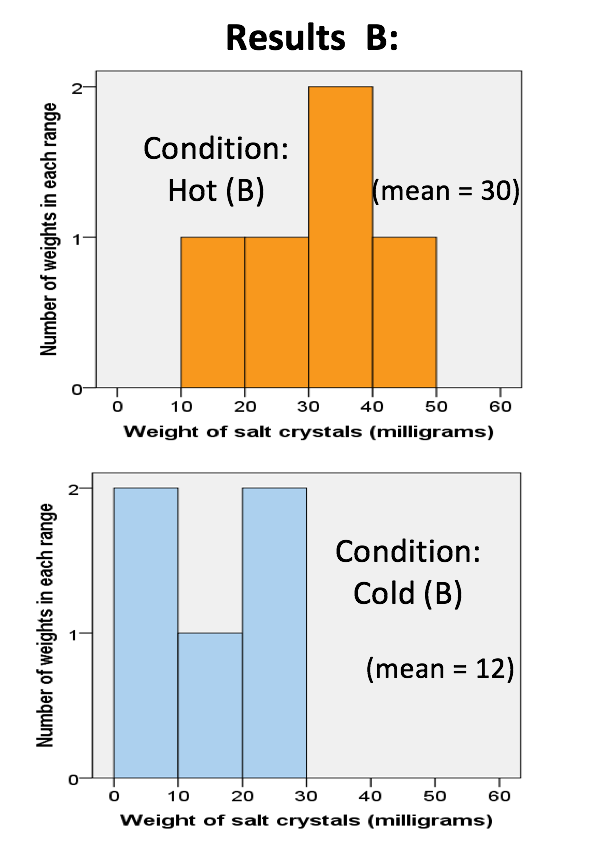 Results B:
Number of weights in each range
2
1
0
Condition:
Hot (B)
(mean = 30)
0 10 20 30 40 50 60
Weight of salt crystals (milligrams)
Number of weights in each range
2
1
0
Condition:
Cold (B)
(mean = 12)
0 10 20 30 40 50 60
Weight of salt crystals (milligrams)